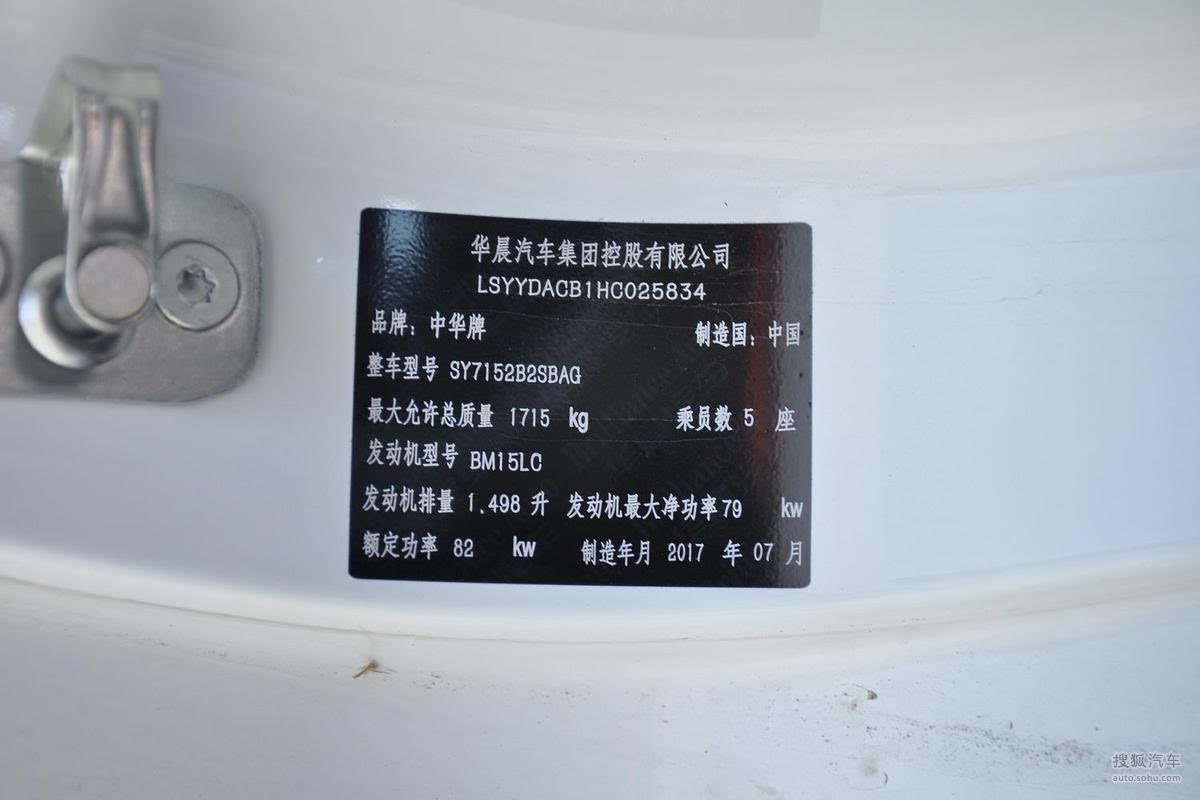 华晨汽车集团控股有限公司
LSYYDACB1HC025834
品牌：中华牌 制造国：中国
整车型号 SY7152B2SBAG
最大允许总质量 1715 kg 乘员数 5 座
发动机型号 BM15LC
发动机排量 1.498 升 发动机最大净功率79 kw
额定功率 82 kw 制造年月 2017 年 07 月
搜狐汽车
auto.sohu.com